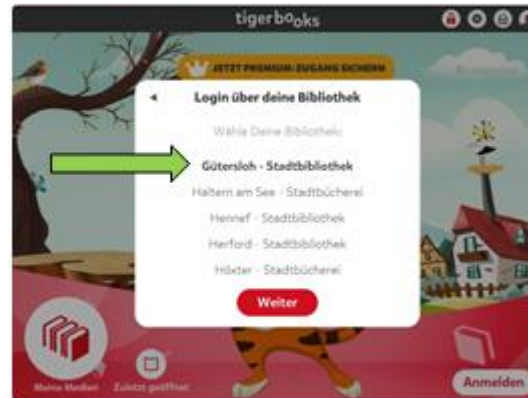 tigerbooks
JETZT PREMIUM-ZUGANG SICHERN
Login über deine Bibliothek
Wähle Deine Bibliothek:
Gütersloh - Stadtbibliothek
Haltern am See - Stadtbücherei
Hennef - Stadtbibliothek
Herford - Stadtbibliothek
Höxter - Stadtbücherei
Weiter
Meine Medien
Zuletzt geöffnet
Anmelden